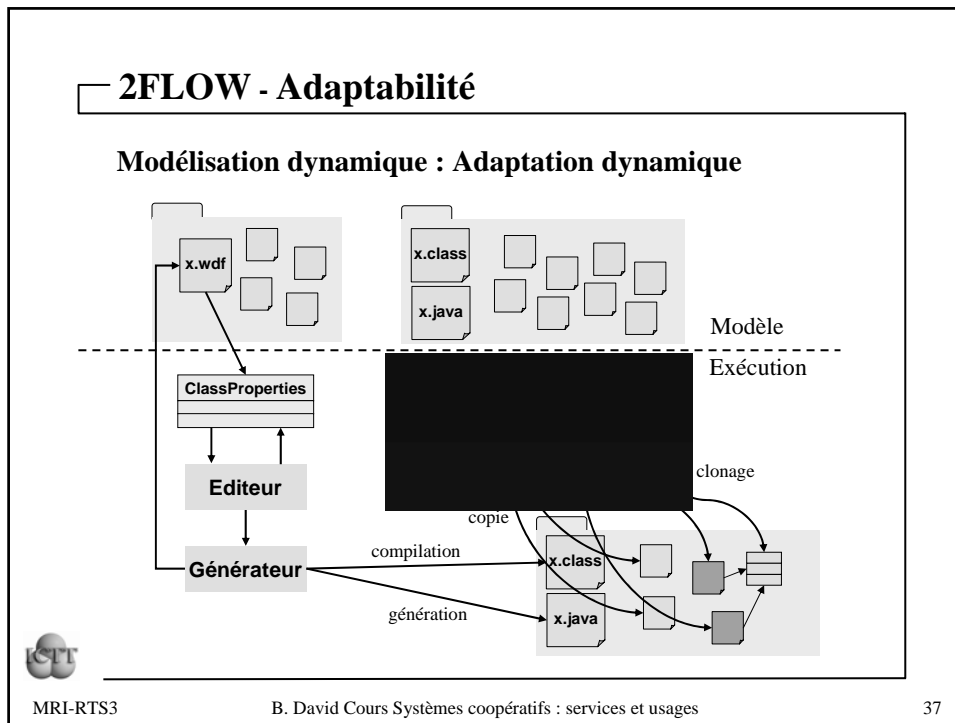 2FLOW - Adaptabilité
Modélisation dynamique : Adaptation dynamique
x.wdf
x.class
x.java
Modèle
Exécution
ClassProperties
Editeur
clonage
copie
compilation
x.class
Générateur
génération
x.java
ICTT
MRI-RTS3
B. David Cours Systèmes coopératifs : services et usages
37